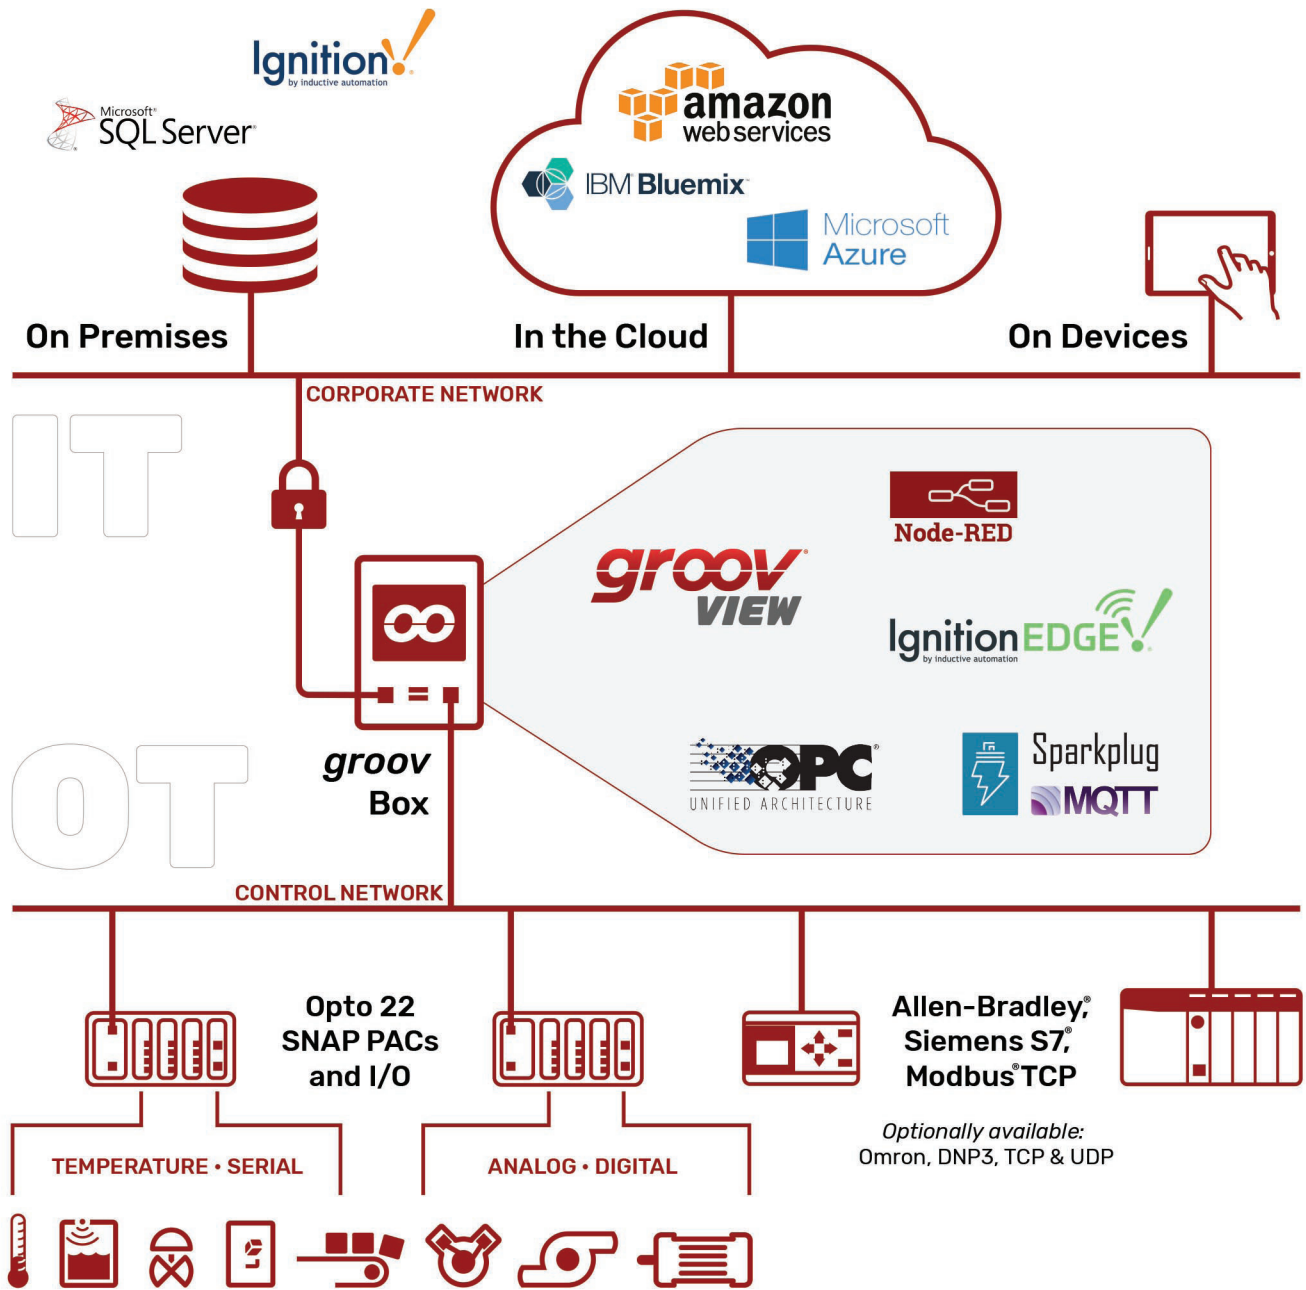 Ignition!
by inductive automation
Microsoft®
SQL Server®
amazon
web services
IBM® Bluemix™
Microsoft
Azure
On Premises
In the Cloud
On Devices
CORPORATE NETWORK
IT
Node-RED
groov®
VIEW
Ignition EDGE!
by inductive automation
groov
Box
OPC®
UNIFIED ARCHITECTURE
Sparkplug
MQTT
OT
CONTROL NETWORK
Opto 22
SNAP PACs
and I/O
Allen-Bradley,®
Siemens S7,®
Modbus® TCP
Optionally available:
Omron, DNP3, TCP & UDP
TEMPERATURE • SERIAL
ANALOG • DIGITAL